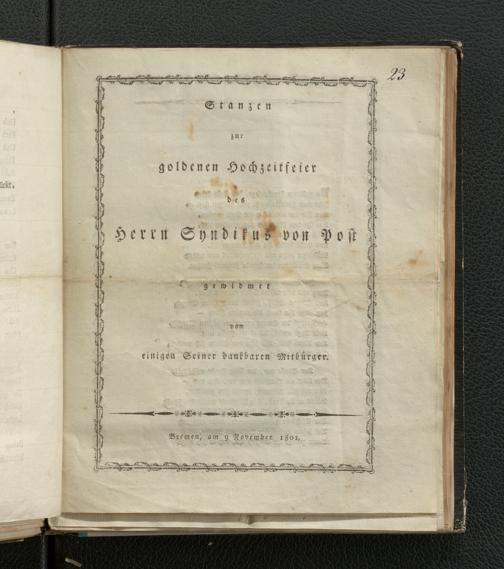 23
Stanzen
zur
goldenen Hochzeitfeier
des
Herrn Syndikus von Post
gewidmet
von
einigen Seiner dankbaren Mitbürger.
Bremen, am 9 November 1801.